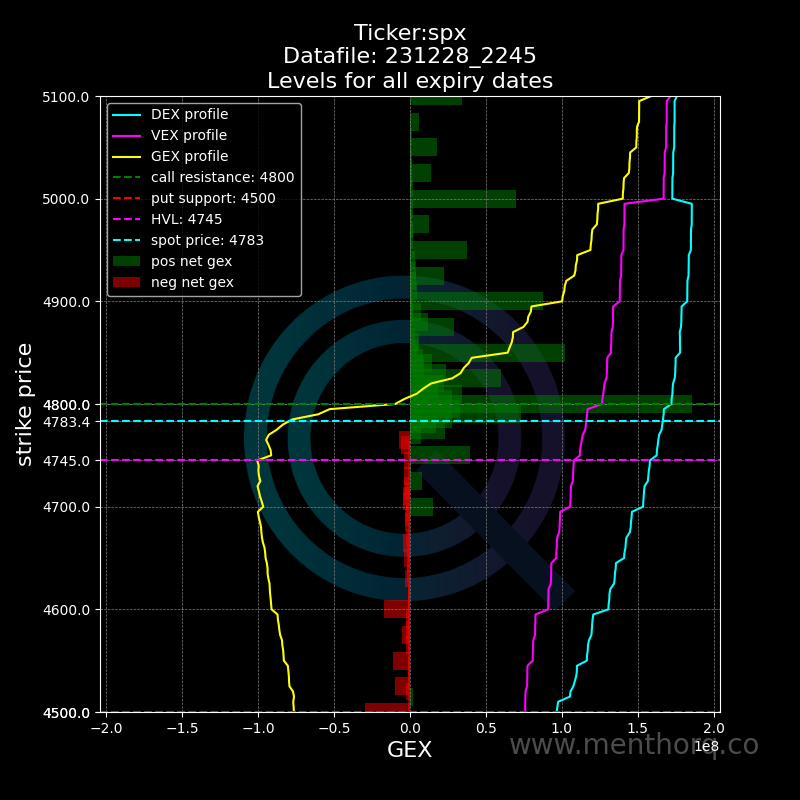 Ticker:spx
Datafile: 231228_2245
Levels for all expiry dates
DEX profile
VEX profile
GEX profile
call resistance: 4800
put support: 4500
HVL: 4745
spot price: 4783
pos net gex
neg net gex
strike price
5100.0
5000.0
4900.0
4800.0
4783.4
4745.0
4700.0
4600.0
4500.0
−2.0 −1.5 −1.0 −0.5 0.0 0.5 1.0 1.5 2.0
1e8
GEX
www.menthorq.co